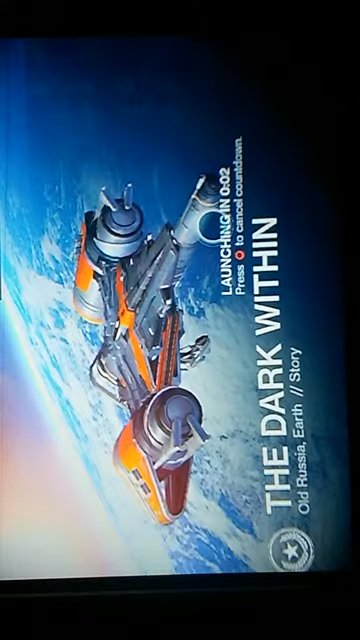 LAUNCHING IN 0:02
Press O to cancel countdown.
THE DARK WITHIN
Old Russia, Earth // Story